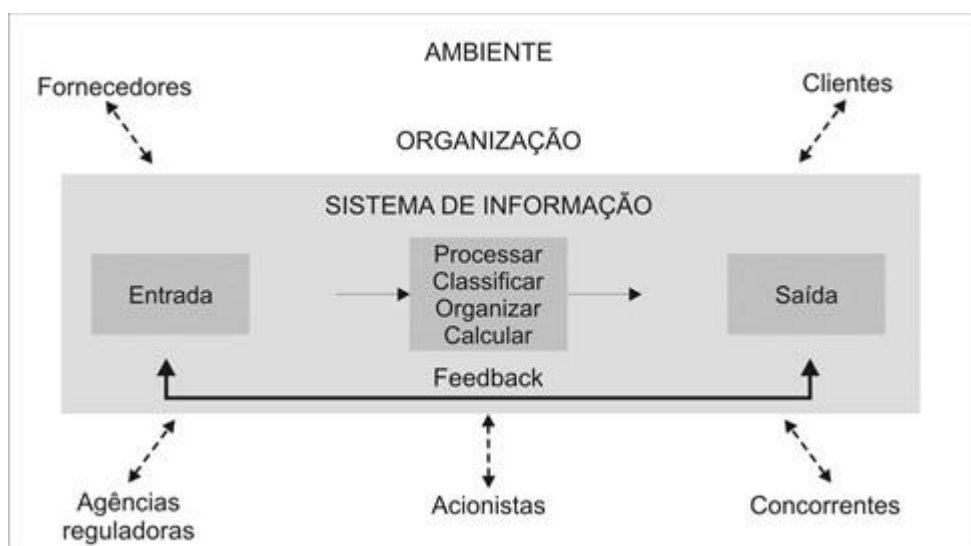 AMBIENTE
Fornecedores
Clientes
ORGANIZAÇÃO
SISTEMA DE INFORMAÇÃO
Entrada
Processar
Classificar
Organizar
Calcular
Saída
Feedback
Agências
reguladoras
Acionistas
Concorrentes